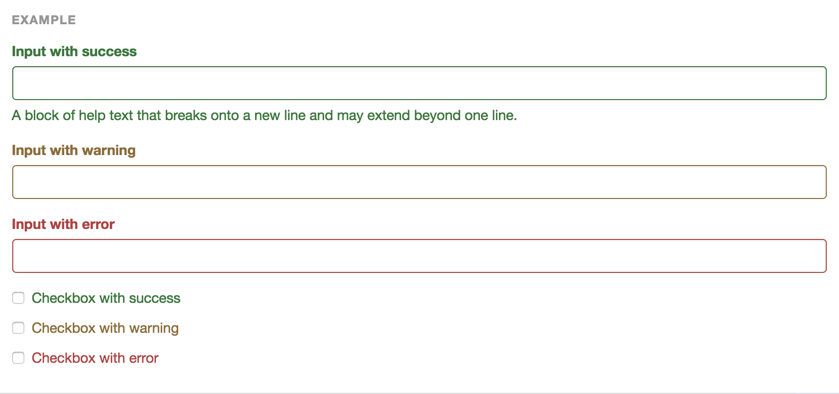 EXAMPLE
Input with success
A block of help text that breaks onto a new line and may extend beyond one line.
Input with warning
Input with error
Checkbox with success
Checkbox with warning
Checkbox with error